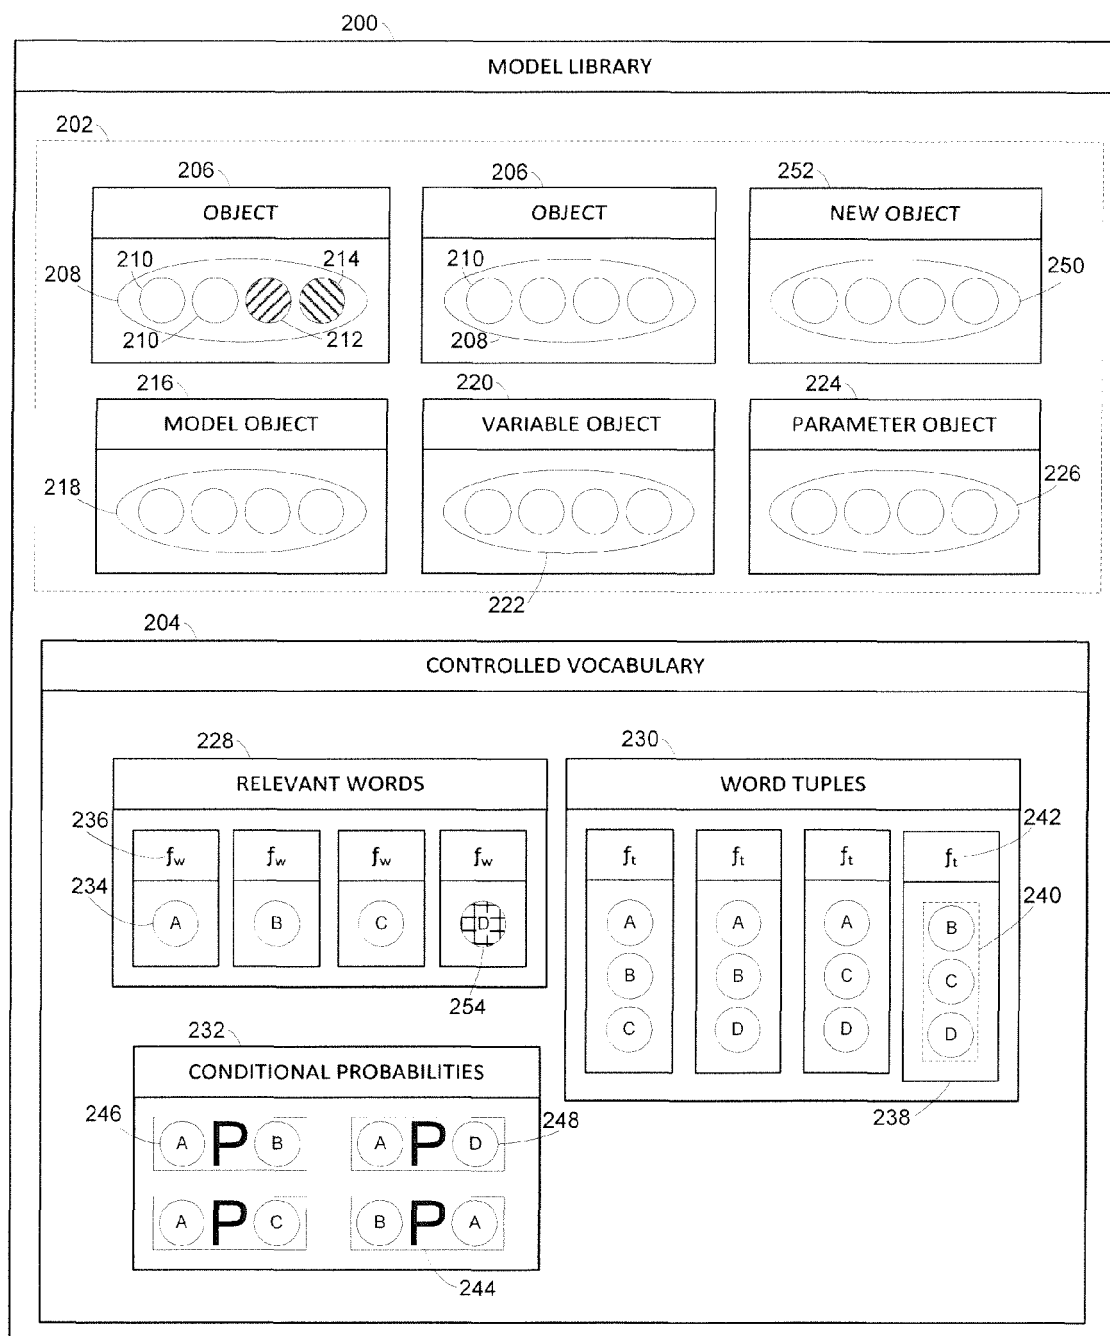 200
MODEL LIBRARY
202
206 206 252
OBJECT OBJECT NEW OBJECT
208 210 214 210 250
210 212 208
216 220 224
MODEL OBJECT VARIABLE OBJECT PARAMETER OBJECT
218 226
222
204
CONTROLLED VOCABULARY
228 230
RELEVANT WORDS WORD TUPLES
236 fw fw fw fw ft ft ft ft 242
234 A B C D A A A B 240
B B C C
C D D D
254
232
CONDITIONAL PROBABILITIES
238
246 A P B A P D 248
A P C B P A
244